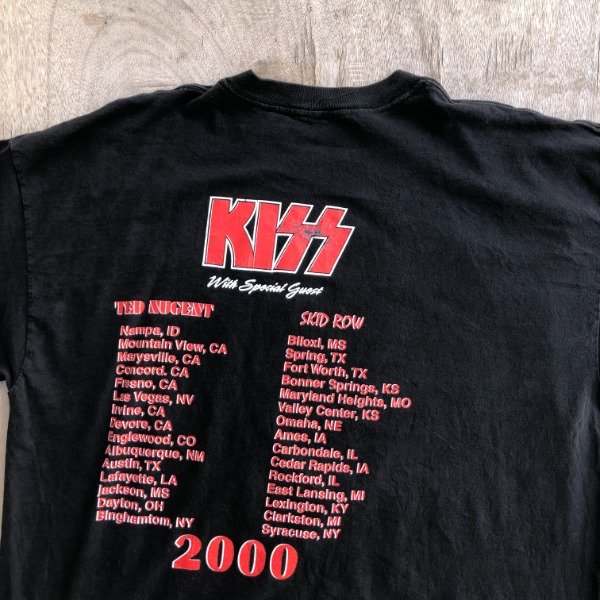 KISS
With Special Guest
TED NUGENT
Nampa, ID
Mountain View, CA
Marysville, CA
Concord. CA
Fresno, CA
Las Vegas, NV
Irvine, CA
Devore, CA
Englewood, CO
Albuquerque, NM
Austin, TX
Lafayette, LA
jackson, MS
Dayton, OH
Binghamtom, NY
SKID ROW
Biloxi, MS
Spring, TX
Fort Worth, TX
Bonner Springs, KS
Maryland Heights, MO
Valley Center, KS
Omaha, NE
Ames, IA
Carbondale, IL
Cedar Rapids, IA
Rockford, IL
East Lansing, MI
Lexington, KY
Clarkston, MI
Syracuse, NY
2000